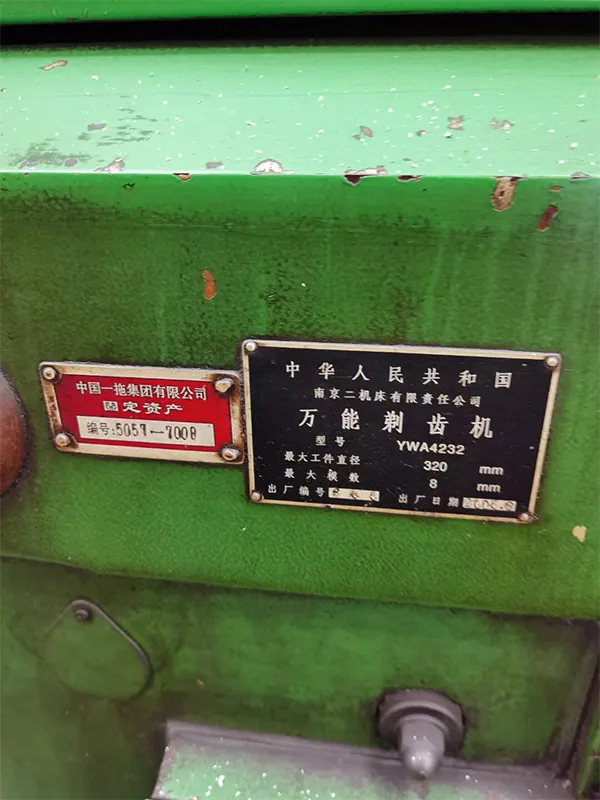 中国一拖集团有限公司
固定资产
编号:5057-7008
中华人民共和国
南京二机床有限责任公司
万能剃齿机
型号 YWA4232
最大工件直径 320 mm
最大模数 8 mm
出厂编号
出厂日期